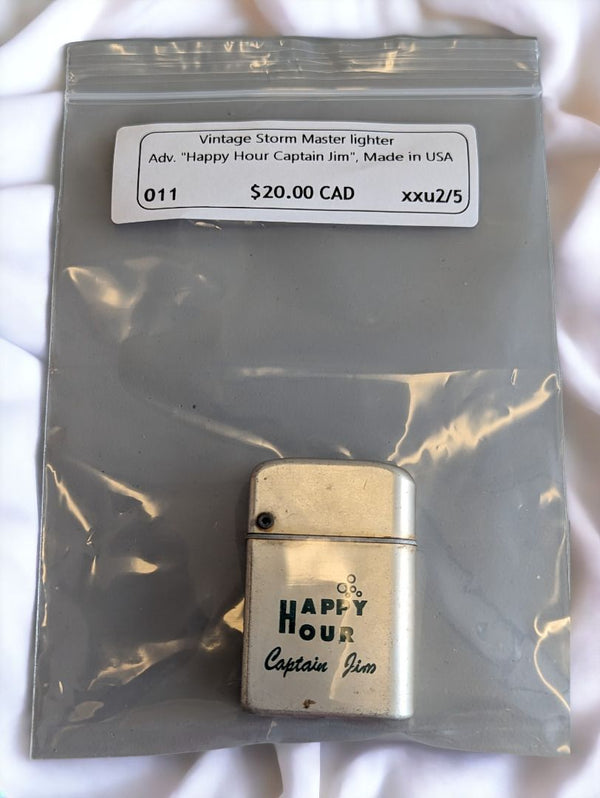 Vintage Storm Master lighter
Adv. "Happy Hour Captain Jim", Made in USA
011 $20.00 CAD xxu2/5
HAPPY
HOUR
Captain Jim